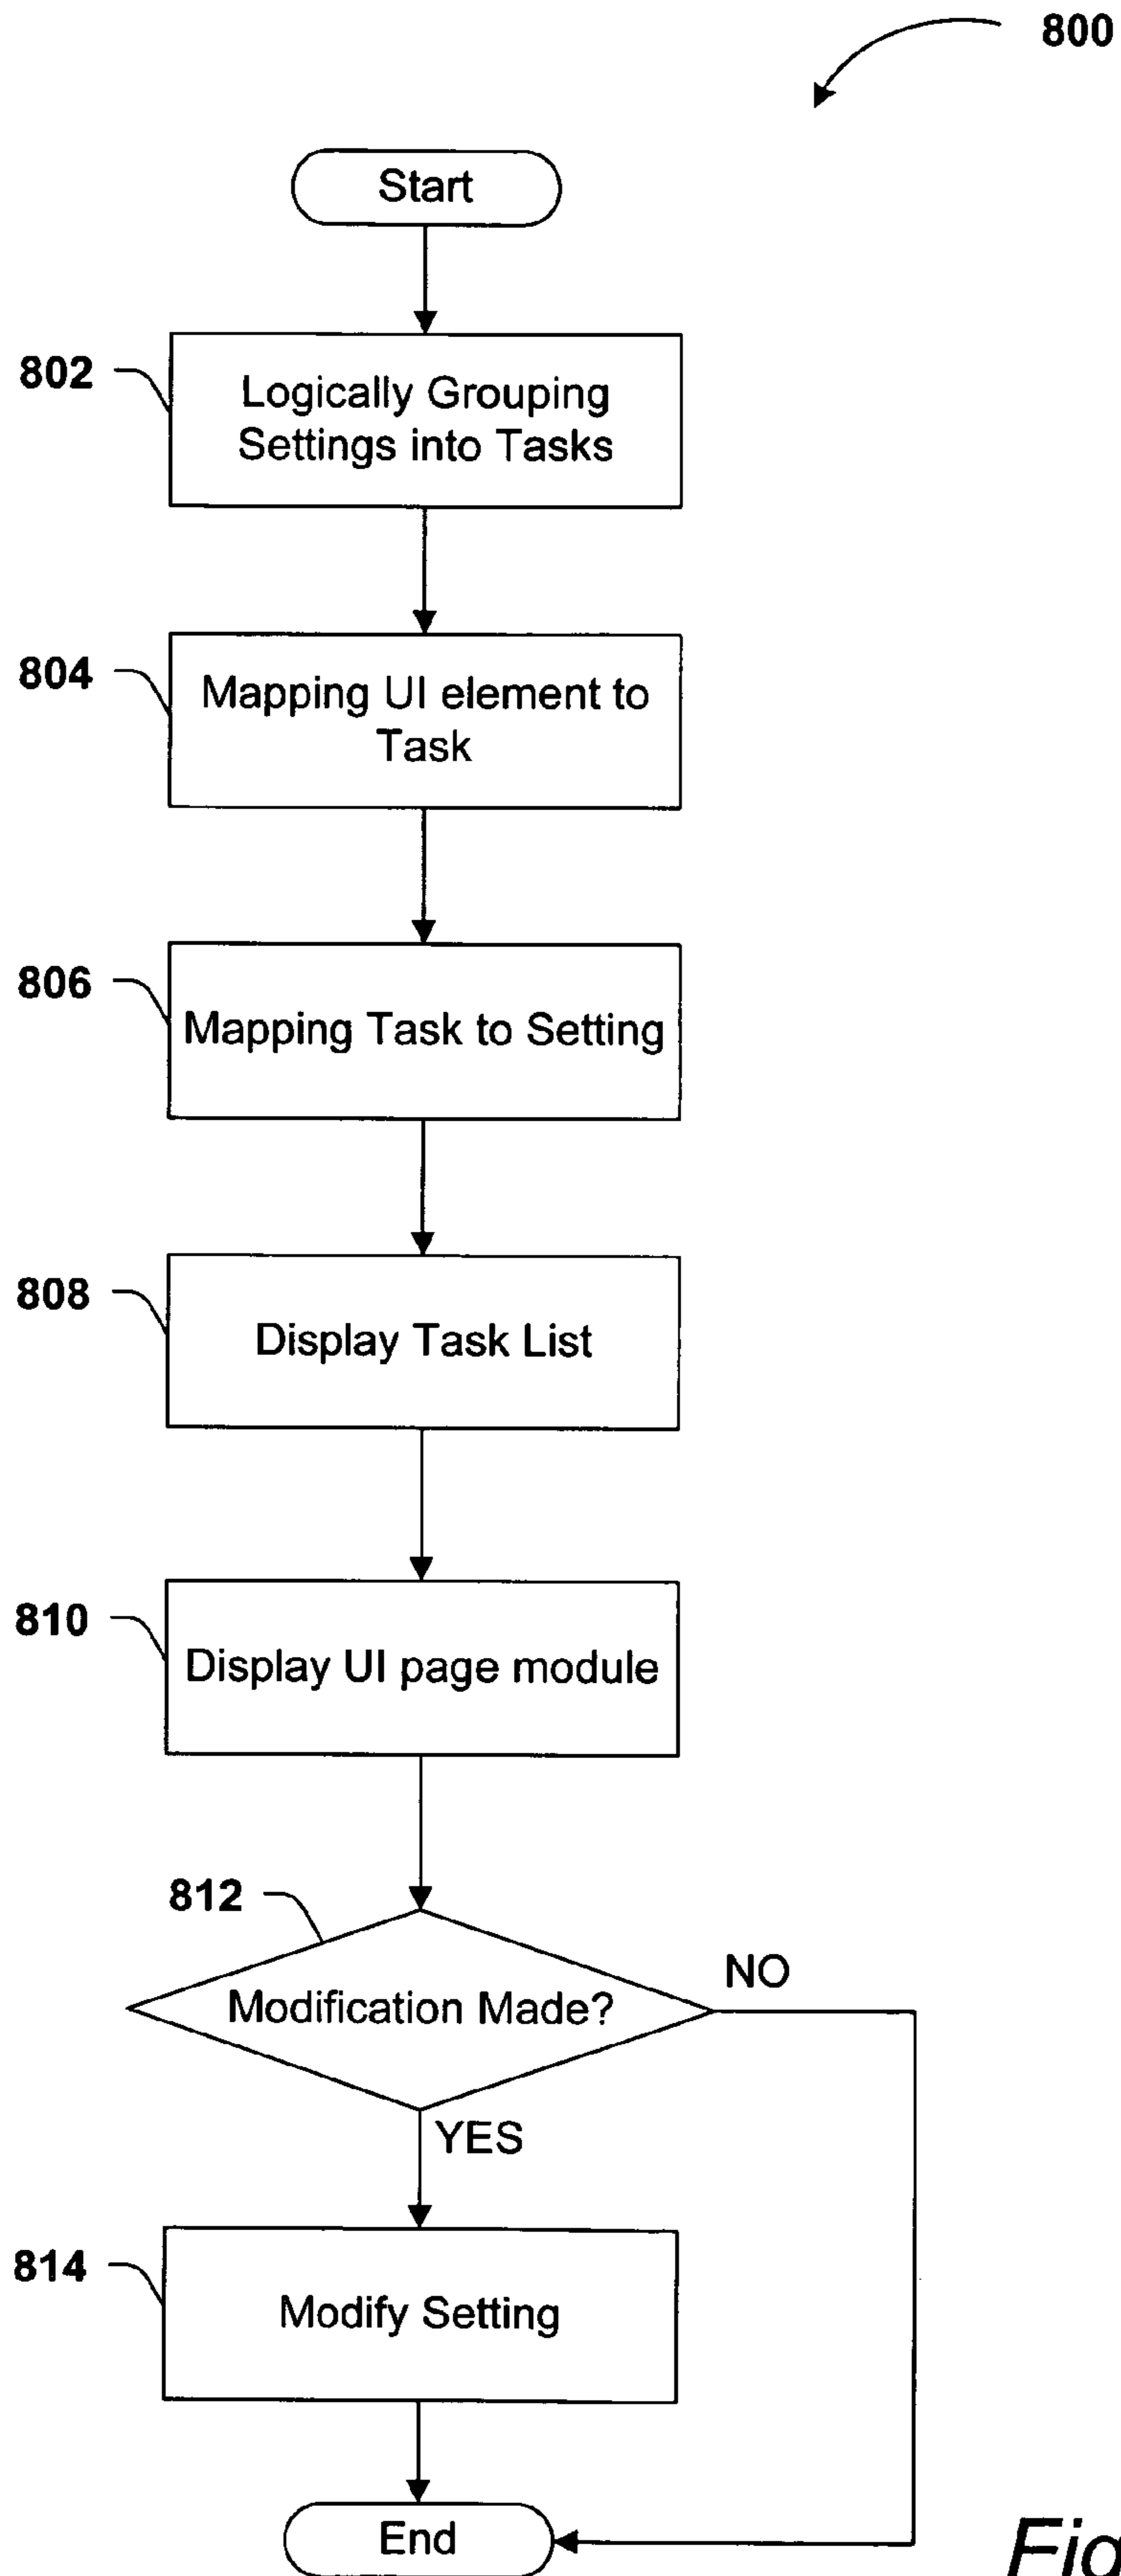 800
Start
802
Logically Grouping
Settings into Tasks
804
Mapping UI element to
Task
806
Mapping Task to Setting
808
Display Task List
810
Display UI page module
812
Modification Made?
NO
YES
814
Modify Setting
End
Fig